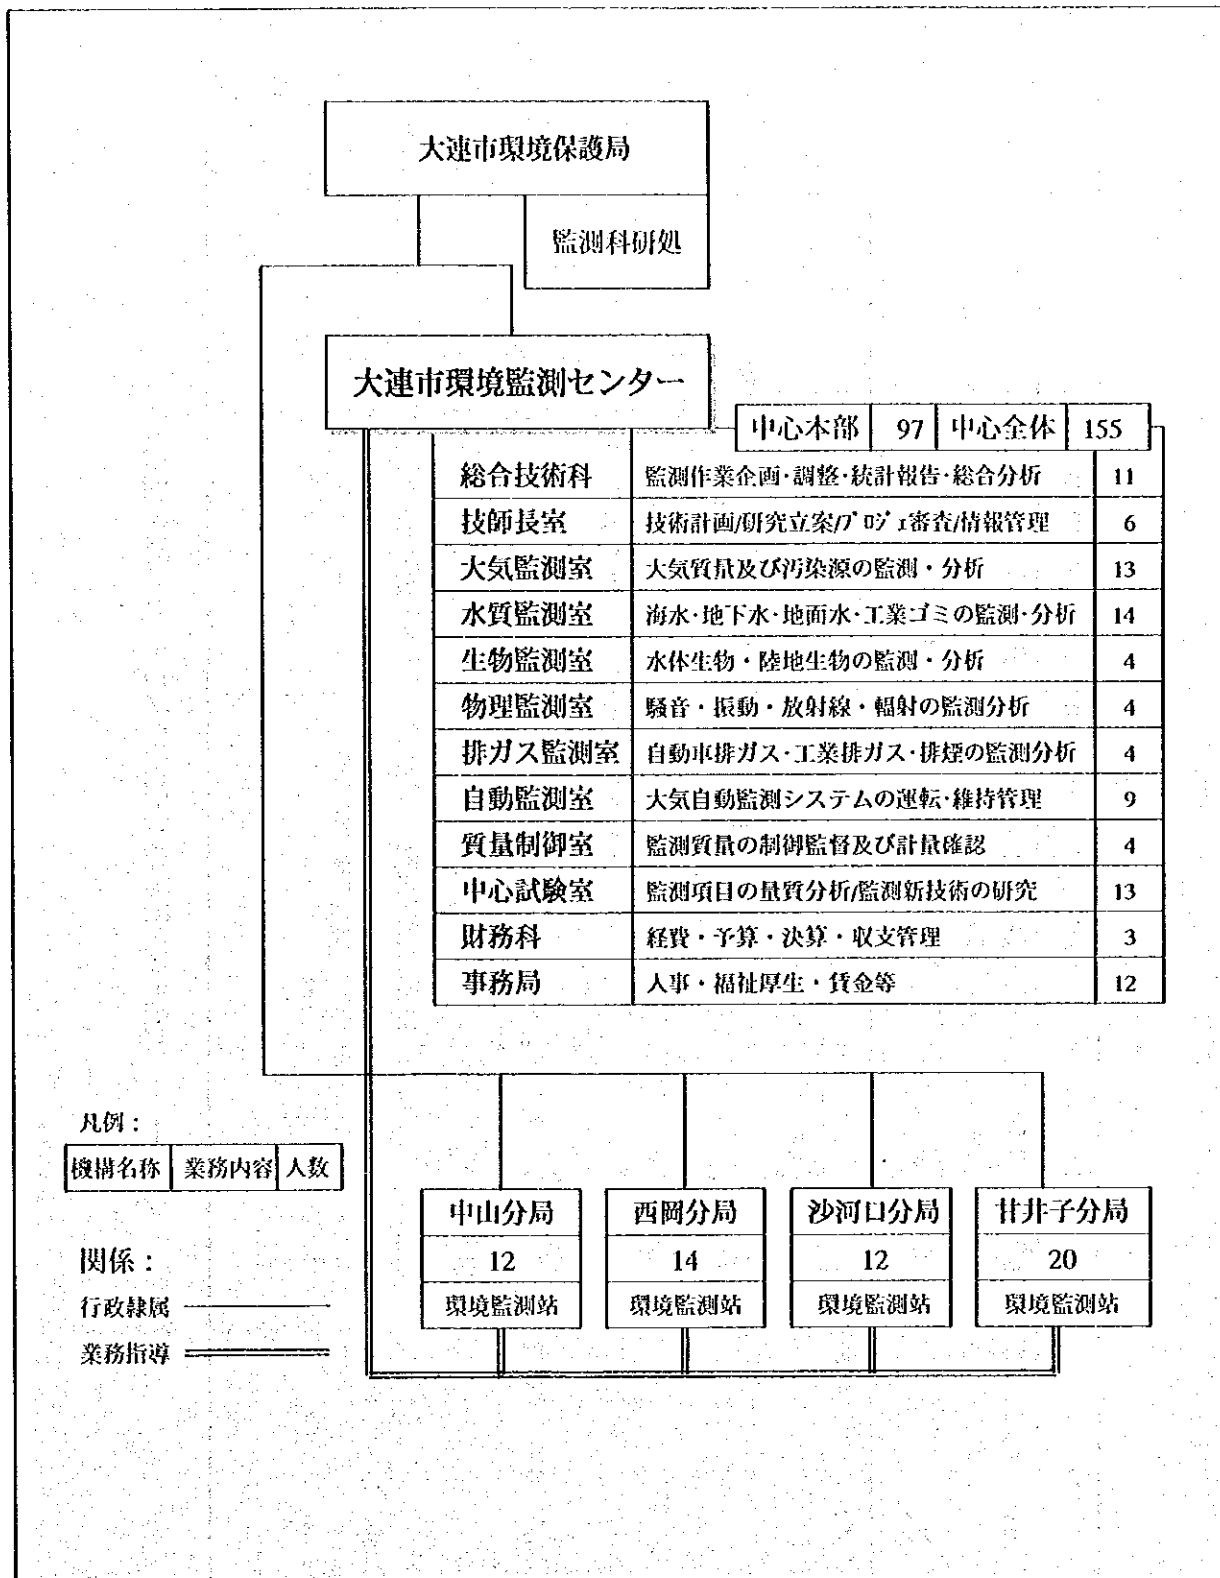 大連市環境保護局
監測科研処
大連市環境監測センター
中心本部 97 中心全体 155
総合技術科 監測作業企画・調整・統計報告・総合分析 11
技師長室 技術計画/研究立案/プロジェ審査/情報管理 6
大気監測室 大気質量及び汚染源の監測・分析 13
水質監測室 海水・地下水・地面水・工業ゴミの監測・分析 14
生物監測室 水体生物・陸地生物の監測・分析 4
物理監測室 騒音・振動・放射線・輻射の監測分析 4
排ガス監測室 自動車排ガス・工業排ガス・排煙の監測分析 4
自動監測室 大気自動監測システムの運転・維持管理 9
質量制御室 監測質量の制御監督及び計量確認 4
中心試験室 監測項目の量質分析/監測新技術の研究 13
財務科 経費・予算・決算・収支管理 3
事務局 人事・福祉厚生・賃金等 12
凡例：
機構名称 業務内容 人数
中山分局 西岡分局 沙河口分局 甘井子分局
12 14 12 20
環境監測站 環境監測站 環境監測站 環境監測站
関係：
行政隷属
業務指導